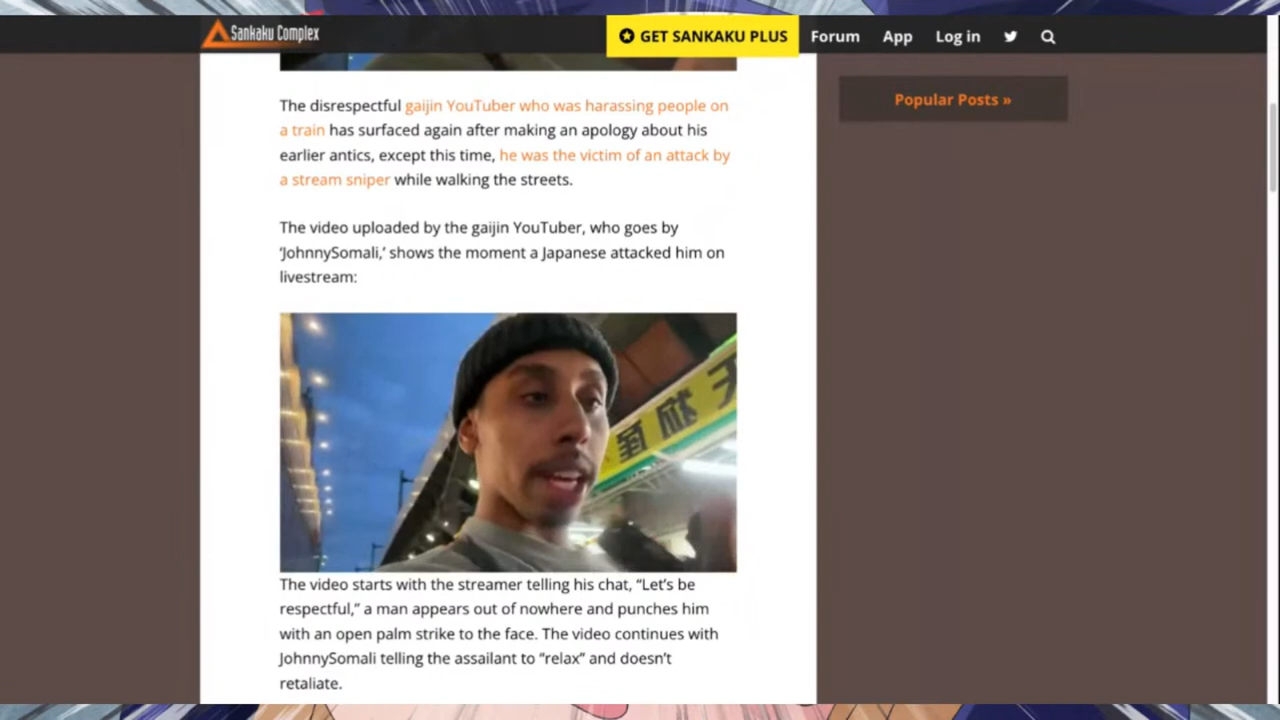 Sankaku Complex
GET SANKAKU PLUS
Forum
App
Log in
Popular Posts »
The disrespectful gaijin YouTuber who was harassing people on
a train has surfaced again after making an apology about his
earlier antics, except this time, he was the victim of an attack by
a stream sniper while walking the streets.
The video uploaded by the gaijin YouTuber, who goes by
‘JohnnySomali,’ shows the moment a Japanese attacked him on
livestream:
The video starts with the streamer telling his chat, “Let’s be
respectful,” a man appears out of nowhere and punches him
with an open palm strike to the face. The video continues with
JohnnySomali telling the assailant to “relax” and doesn’t
retaliate.